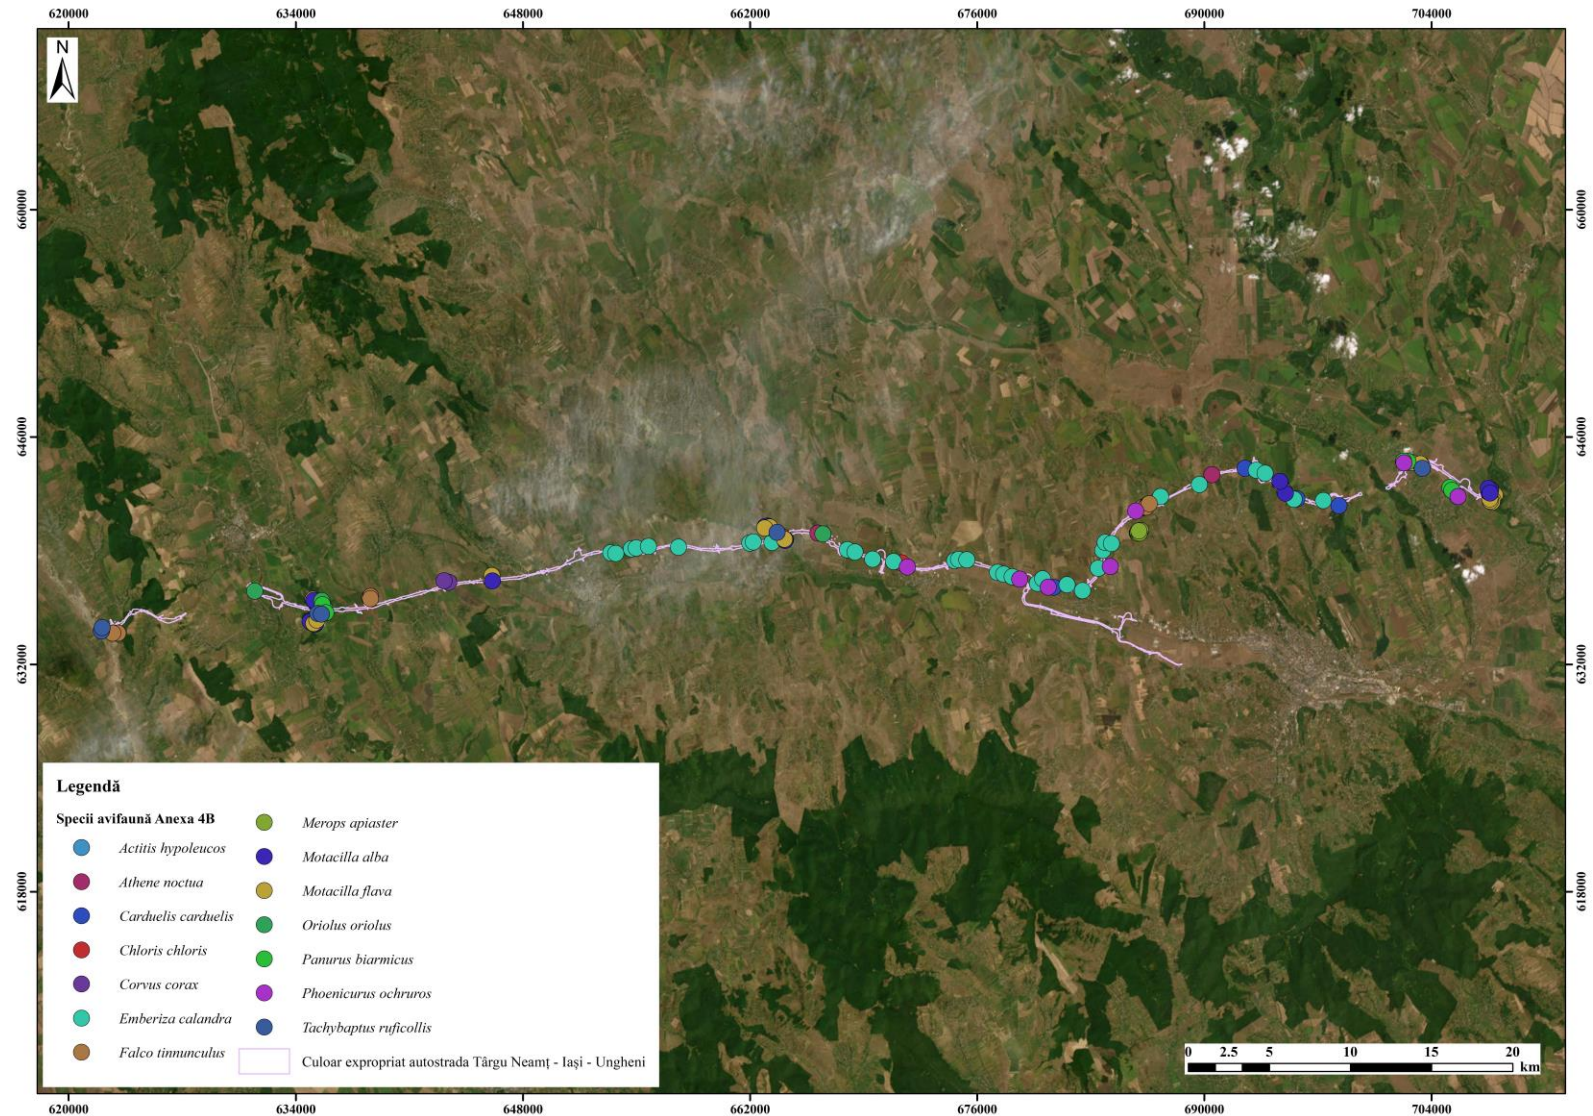 620000 634000 648000 662000 676000 690000 704000
N
660000 660000
646000 646000
632000 632000
618000 618000
Legendă
Specii avifaună Anexa 4B
Actitis hypoleucos
Athene noctua
Carduelis carduelis
Chloris chloris
Corvus corax
Emberiza calandra
Falco tinnunculus
Merops apiaster
Motacilla alba
Motacilla flava
Oriolus oriolus
Panurus biarmicus
Phoenicurus ochruros
Tachybaptus ruficollis
Culoar expropriat autostrada Târgu Neamț - Iași - Ungheni
0 2.5 5 10 15 20
km
620000 634000 648000 662000 676000 690000 704000